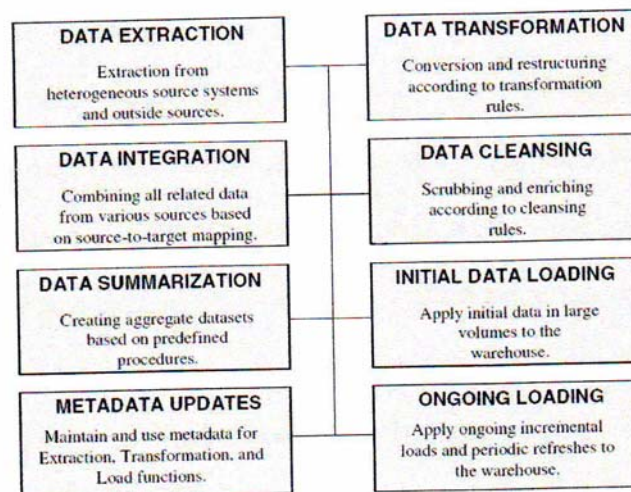 DATA EXTRACTION
Extraction from
heterogeneous source systems
and outside sources.
DATA TRANSFORMATION
Conversion and restructuring
according to transformation
rules.
DATA INTEGRATION
Combining all related data
from various sources based
on source-to-target mapping.
DATA CLEANSING
Scrubbing and enriching
according to cleansing
rules.
DATA SUMMARIZATION
Creating aggregate datasets
based on predefined
procedures.
INITIAL DATA LOADING
Apply initial data in large
volumes to the
warehouse.
METADATA UPDATES
Maintain and use metadata for
Extraction, Transformation, and
Load functions.
ONGOING LOADING
Apply ongoing incremental
loads and periodic refreshes to
the warehouse.